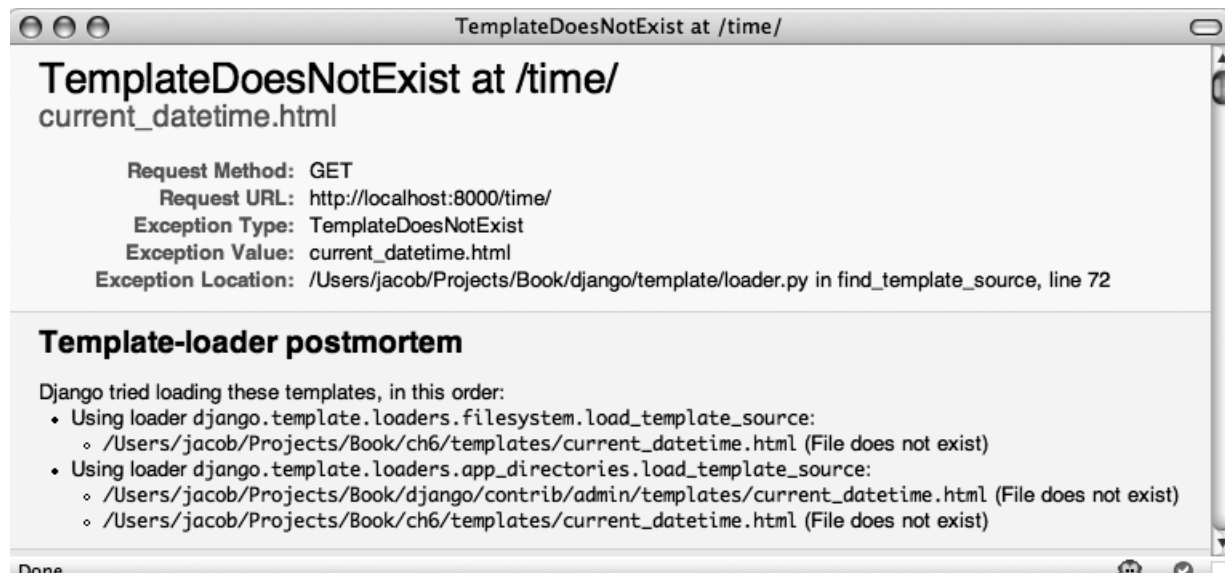 TemplateDoesNotExist at /time/
TemplateDoesNotExist at /time/
current_datetime.html
Request Method: GET
Request URL: http://localhost:8000/time/
Exception Type: TemplateDoesNotExist
Exception Value: current_datetime.html
Exception Location: /Users/jacob/Projects/Book/django/template/loader.py in find_template_source, line 72
Template-loader postmortem
Django tried loading these templates, in this order:
• Using loader django.template.loaders.filesystem.load_template_source:
◦ /Users/jacob/Projects/Book/ch6/templates/current_datetime.html (File does not exist)
• Using loader django.template.loaders.app_directories.load_template_source:
◦ /Users/jacob/Projects/Book/django/contrib/admin/templates/current_datetime.html (File does not exist)
◦ /Users/jacob/Projects/Book/ch6/templates/current_datetime.html (File does not exist)
Done